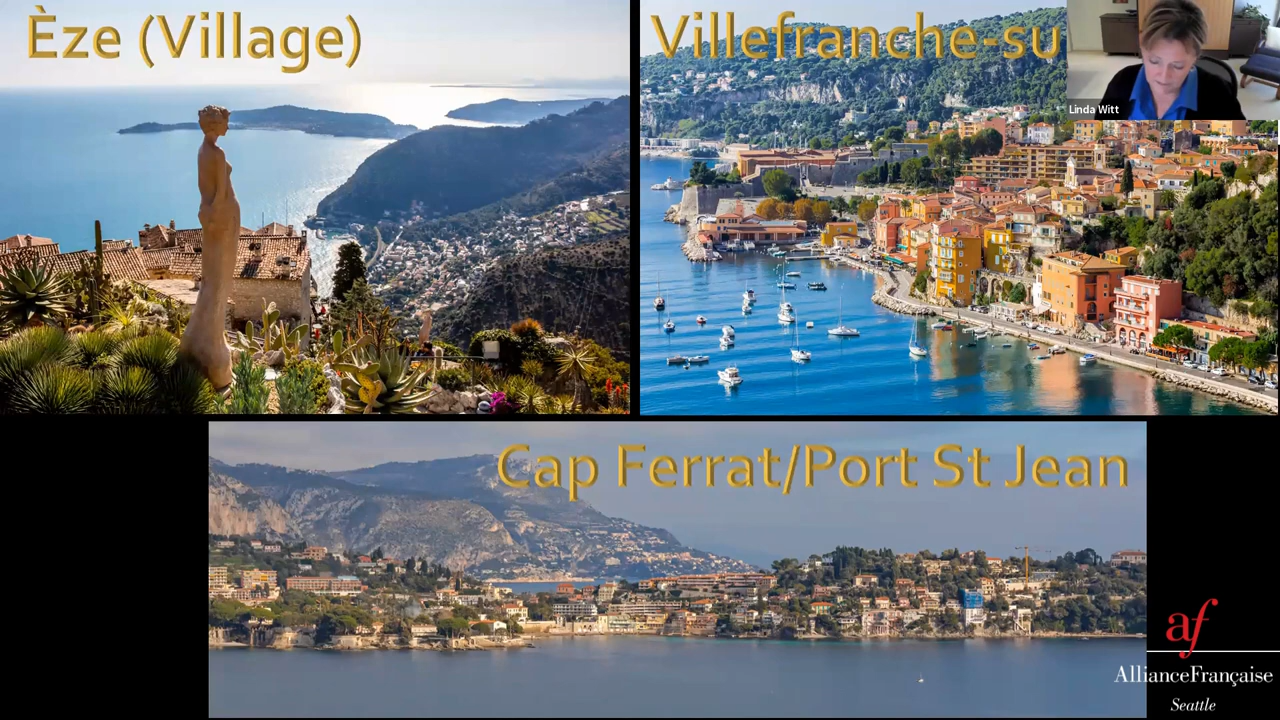 Èze (Village)
Villefranche-su
Linda Witt
Cap Ferrat/Port St Jean
af
AllianceFrançaise
Seattle